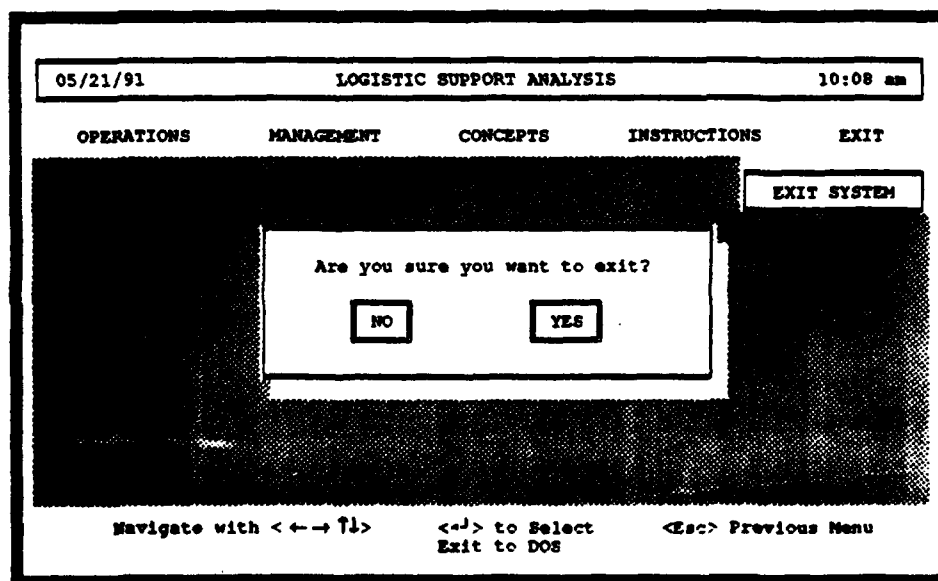 05/21/91 LOGISTIC SUPPORT ANALYSIS 10:08 am
OPERATIONS MANAGEMENT CONCEPTS INSTRUCTIONS EXIT
EXIT SYSTEM
Are you sure you want to exit?
NO YES
Navigate with <←→↑↓> <↵> to Select <Esc> Previous Menu
Exit to DOS